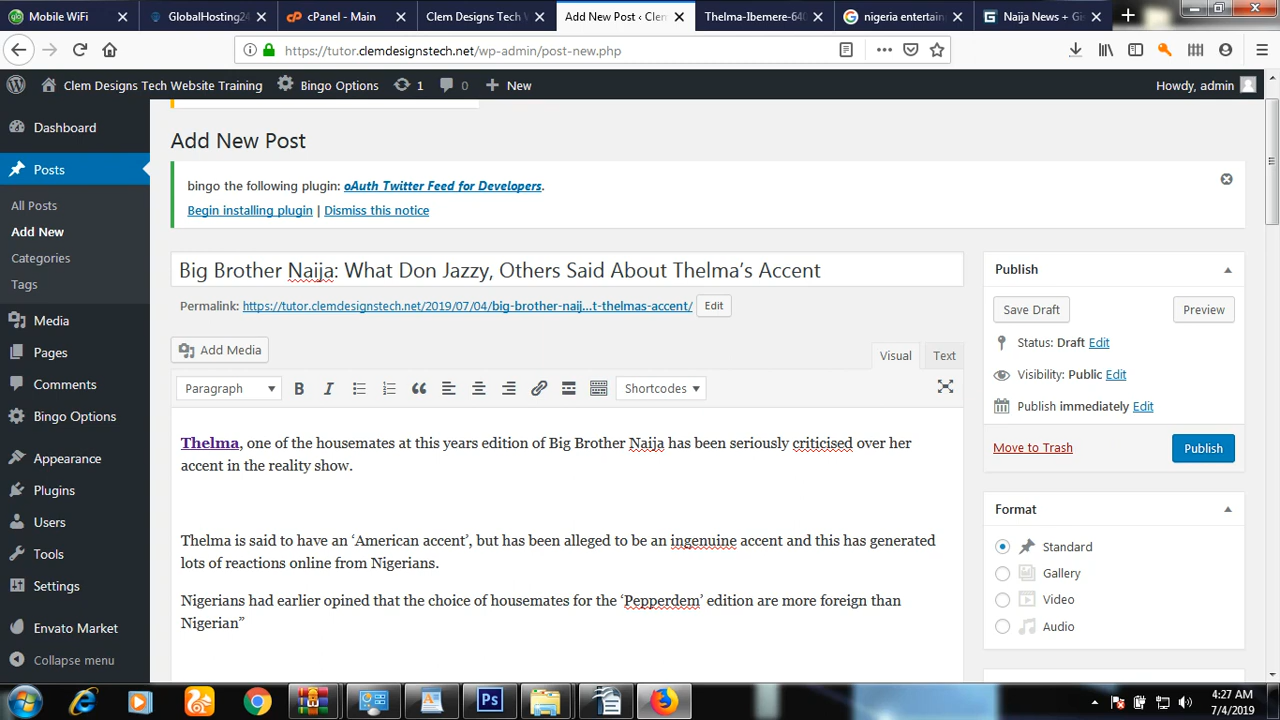 Mobile WiFi
GlobalHosting24
cPanel - Main
Clem Designs Tech W
Add New Post ‹ Clem
Thelma-Ibemere-640
nigeria entertain
Naija News + Gi
https://tutor.clemdesignstech.net/wp-admin/post-new.php
Clem Designs Tech Website Training
Bingo Options
1
0
New
Howdy, admin
Dashboard
Posts
All Posts
Add New
Categories
Tags
Media
Pages
Comments
Bingo Options
Appearance
Plugins
Users
Tools
Settings
Envato Market
Collapse menu
Add New Post
bingo the following plugin: oAuth Twitter Feed for Developers.
Begin installing plugin | Dismiss this notice
Big Brother Naija: What Don Jazzy, Others Said About Thelma's Accent
Permalink: https://tutor.clemdesignstech.net/2019/07/04/big-brother-naij...t-thelmas-accent/ Edit
Add Media
Visual Text
Paragraph B I Shortcodes
Thelma, one of the housemates at this years edition of Big Brother Naija has been seriously criticised over her
accent in the reality show.
Thelma is said to have an ‘American accent’, but has been alleged to be an ingenuine accent and this has generated
lots of reactions online from Nigerians.
Nigerians had earlier opined that the choice of housemates for the ‘Pepperdem’ edition are more foreign than
Nigerian”
Publish
Save Draft Preview
Status: Draft Edit
Visibility: Public Edit
Publish immediately Edit
Move to Trash Publish
Format
Standard
Gallery
Video
Audio
Ps
4:27 AM
7/4/2019